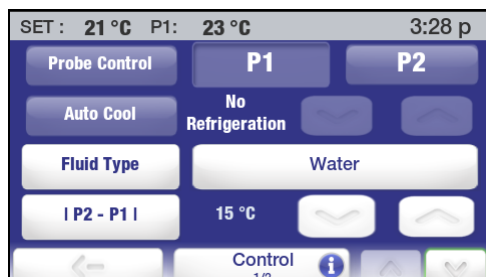 SET : 21 °C P1: 23 °C 3:28 p
Probe Control P1 P2
Auto Cool No Refrigeration
Fluid Type Water
| P2 - P1 | 15 °C
Control
1/3